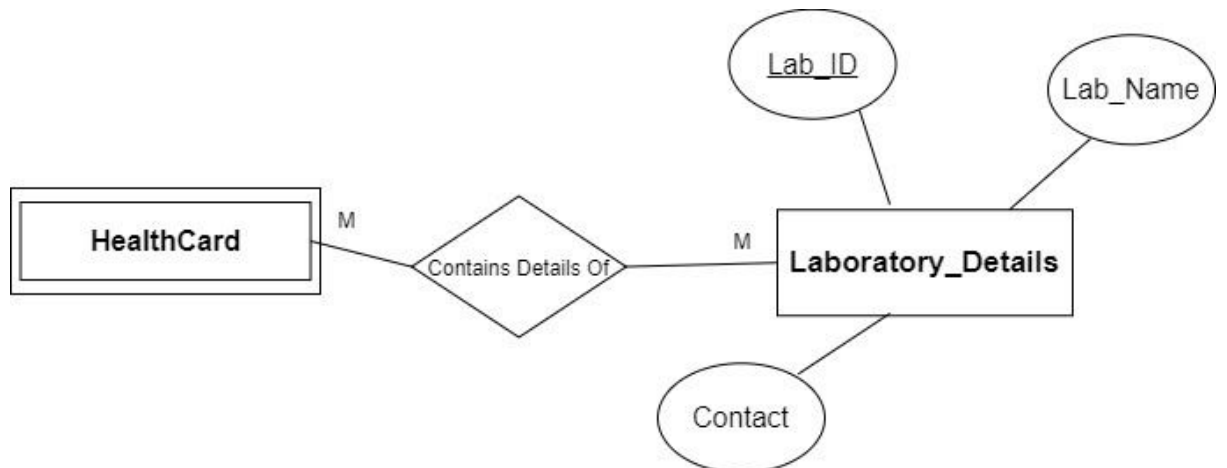 Lab_ID
Lab_Name
HealthCard
M
Contains Details Of
M
Laboratory_Details
Contact